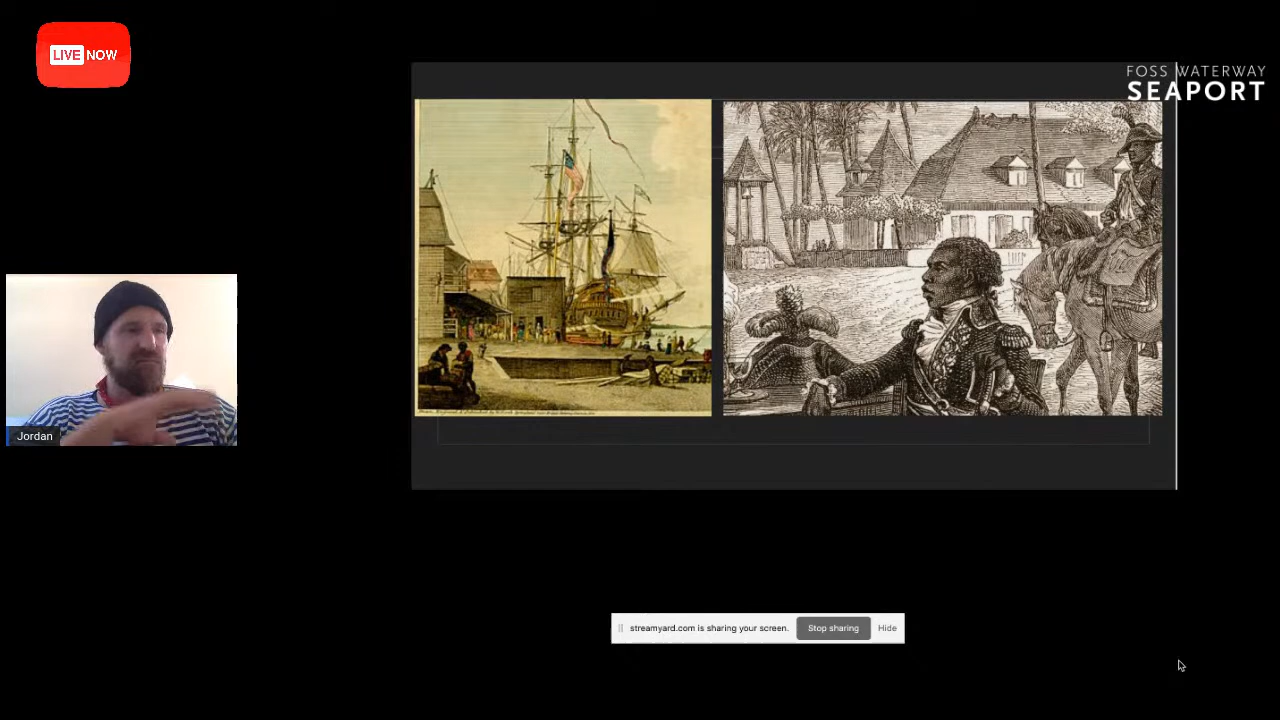 LIVE NOW
FOSS WATERWAY
SEAPORT
Jordan
streamyard.com is sharing your screen.
Stop sharing
Hide